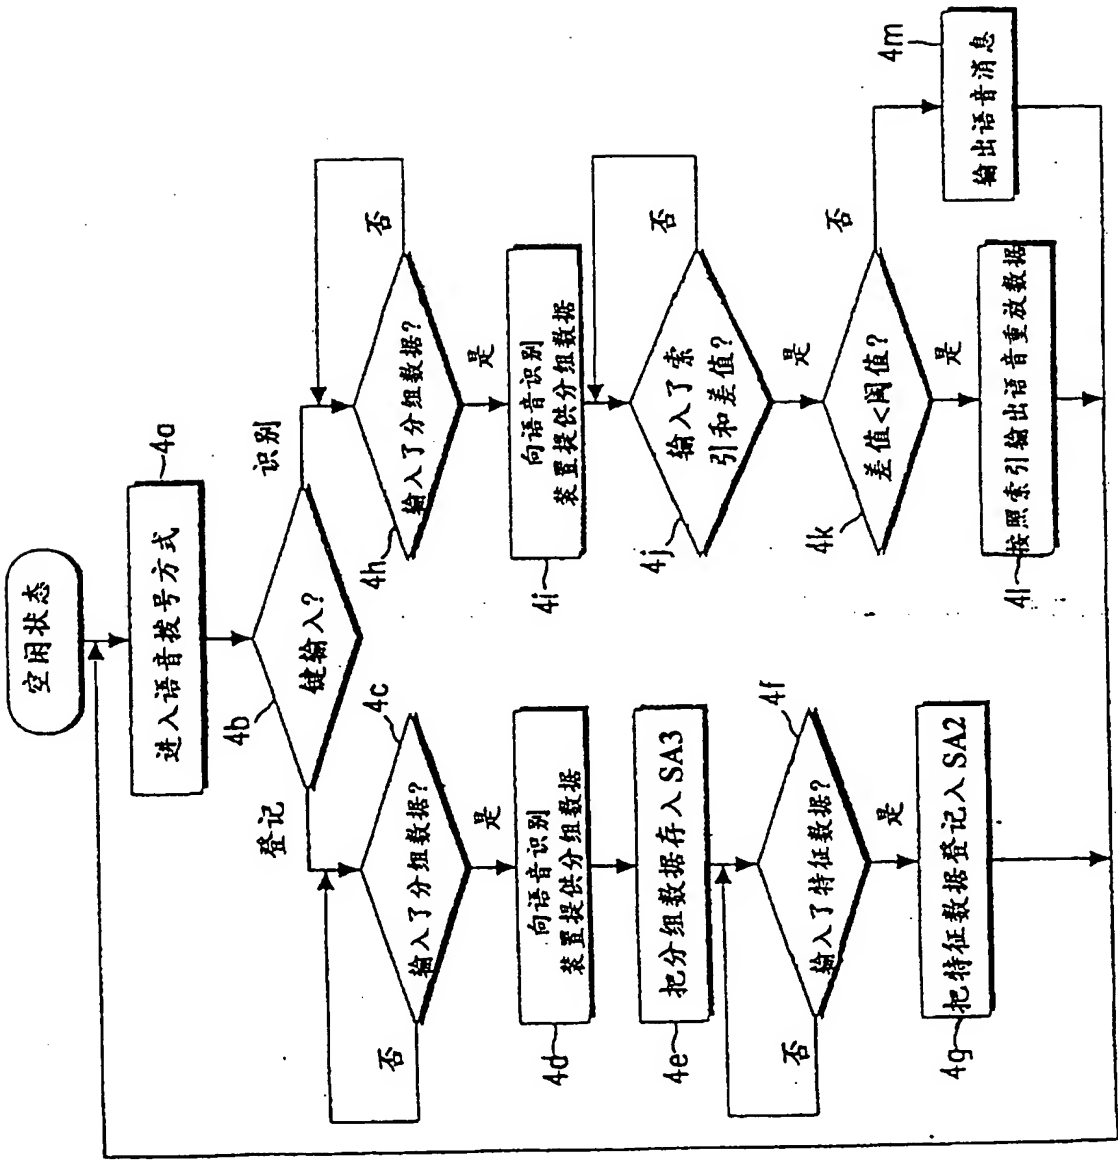 空闲状态
进入语音拨号方式
4a
键输入?
4b
登记
识别
输入了分组数据?
4c
否
是
向语音识别
装置提供分组数据
4d
把分组数据存入SA3
4e
输入了特征数据?
4f
否
是
把特征数据登记入SA2
4g
输入了分组数据?
4h
否
是
向语音识别
装置提供分组数据
4i
输入了索
引和差值?
4j
否
是
差值<阈值?
4k
否
是
按照索引输出语音重放数据
4l
输出语音消息
4m